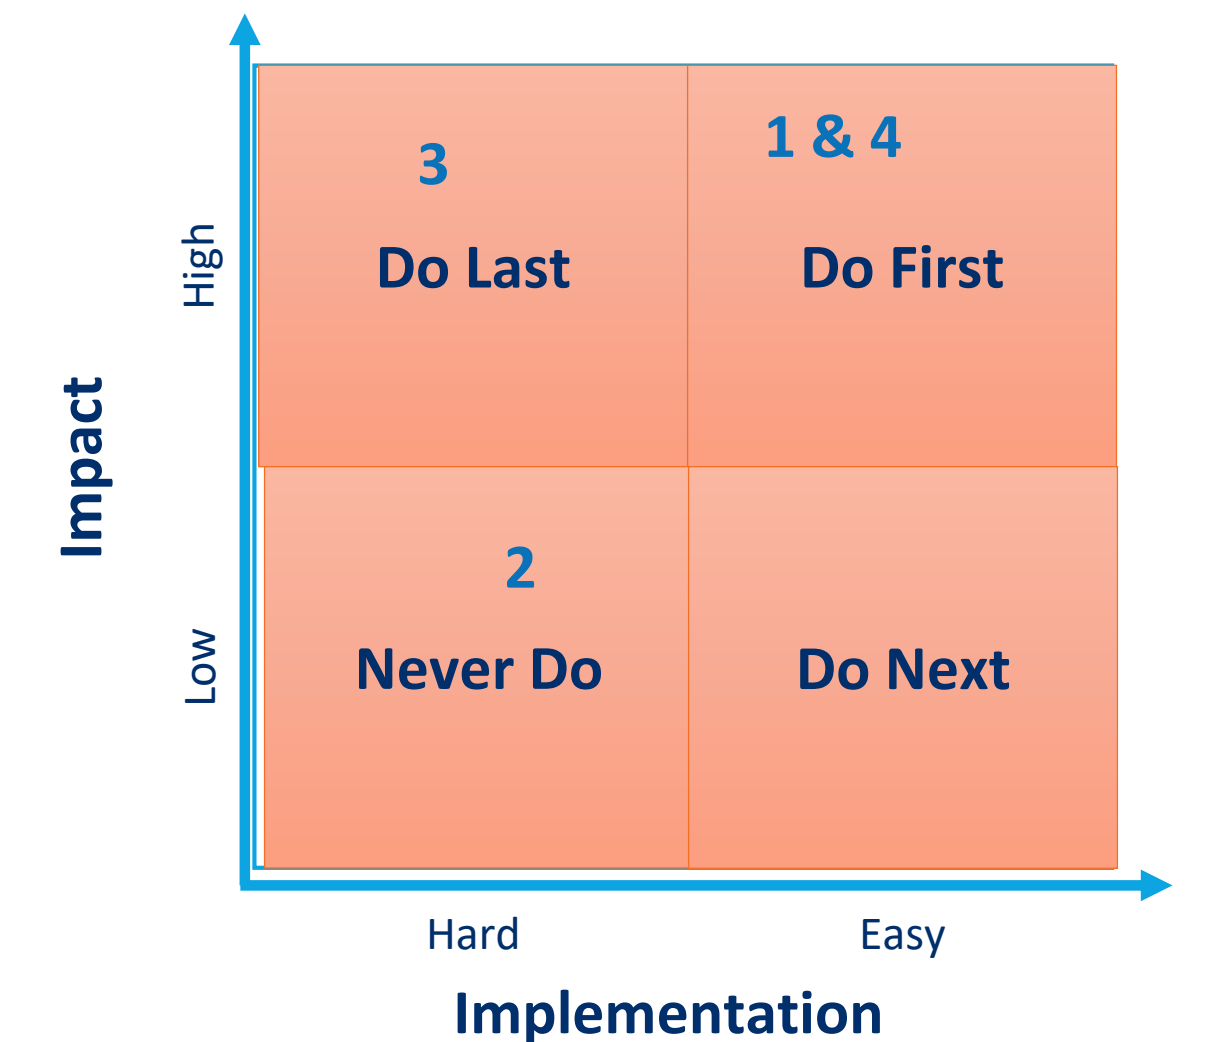 3
1 & 4
Do Last
Do First
High
Impact
2
Never Do
Do Next
Low
Hard
Easy
Implementation